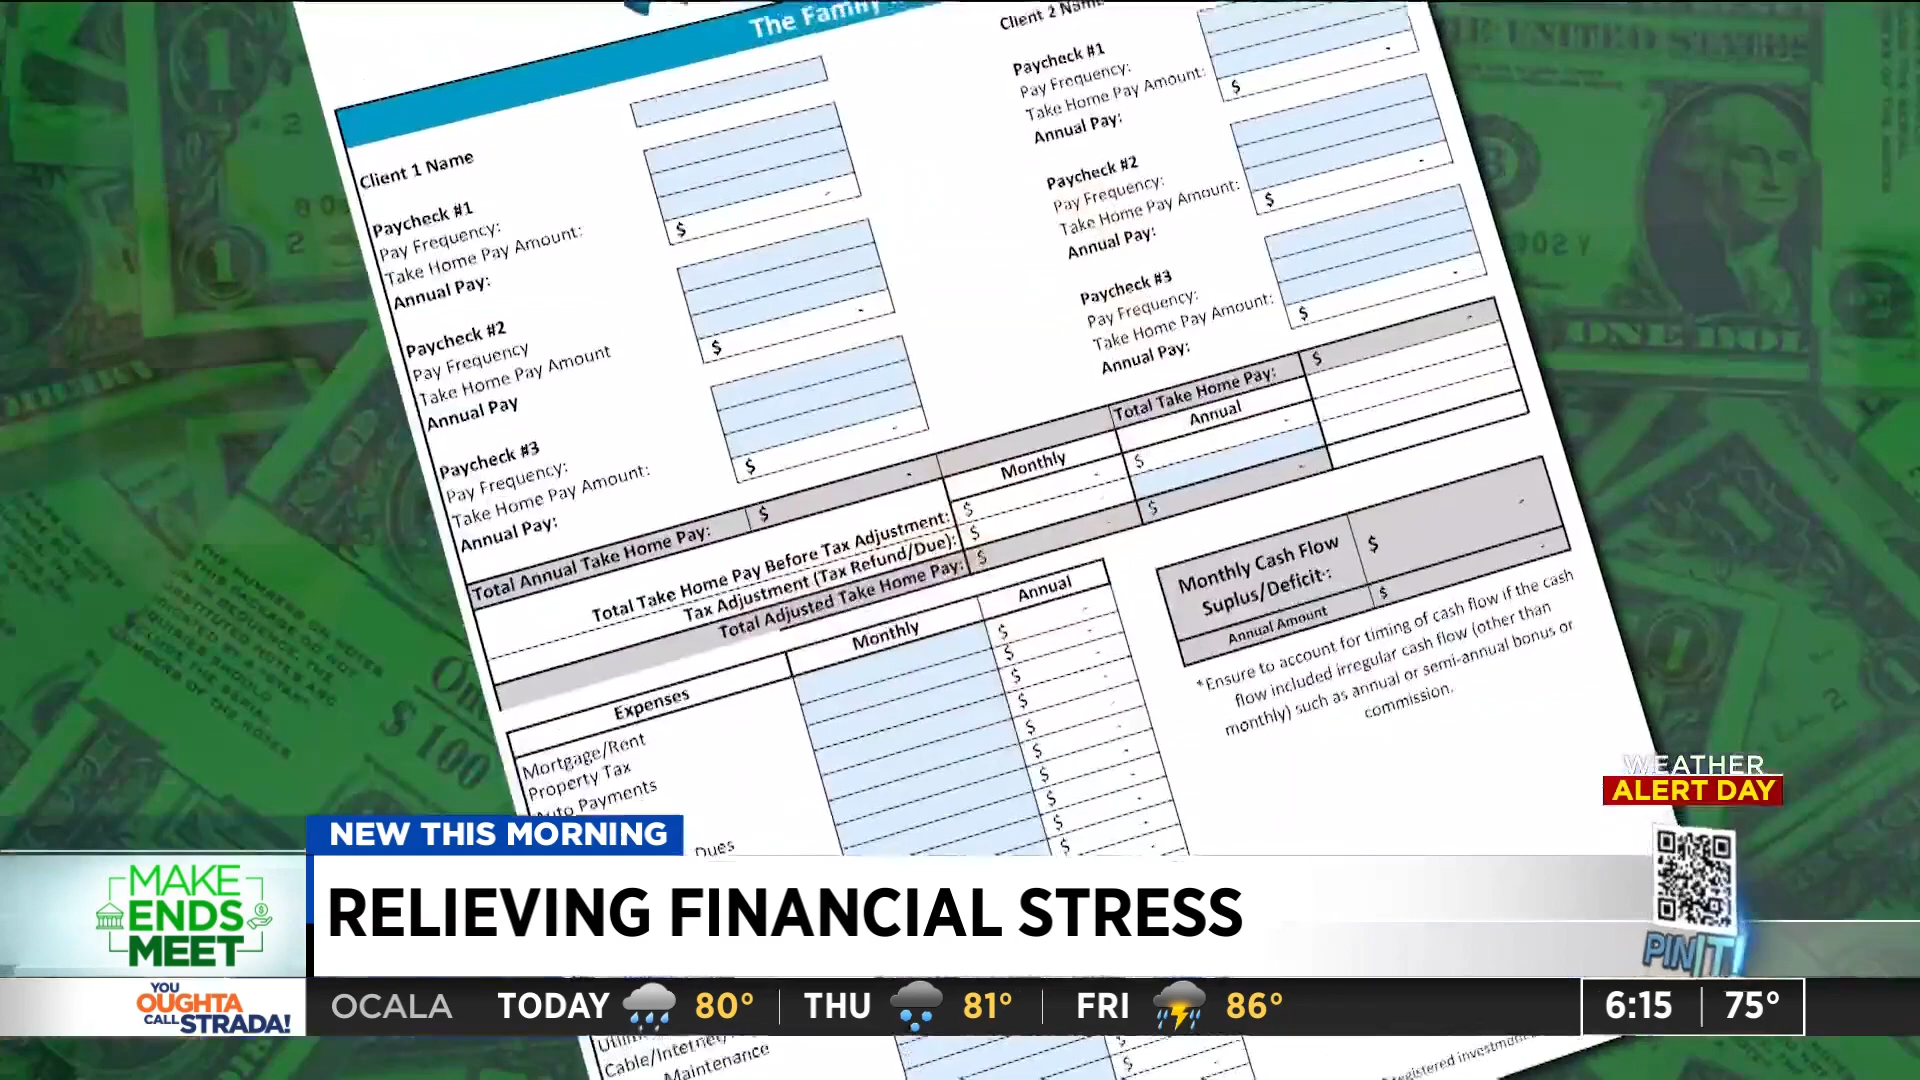 The Family
Client 1 Name
Paycheck #1
Pay Frequency:
Take Home Pay Amount:
Annual Pay:
$ -
Paycheck #2
Pay Frequency
Take Home Pay Amount
Annual Pay
$ -
Paycheck #3
Pay Frequency:
Take Home Pay Amount:
Annual Pay:
$ -
Client 2 Name
Paycheck #1
Pay Frequency:
Take Home Pay Amount:
Annual Pay:
$ -
Paycheck #2
Pay Frequency:
Take Home Pay Amount:
Annual Pay:
$ -
Paycheck #3
Pay Frequency:
Take Home Pay Amount:
Annual Pay:
$ -
Total Annual Take Home Pay: $ -
Total Take Home Pay: $ -
Monthly Annual
Total Take Home Pay Before Tax Adjustment: $ - $ -
Tax Adjustment (Tax Refund/Due): $ -
Total Adjusted Take Home Pay: $ - $ -
Expenses Monthly Annual
Mortgage/Rent $ -
Property Tax $ -
Auto Payments $ -
Dues
Cable/Internet/
Maintenance
Monthly Cash Flow
Suplus/Deficit-: $ -
Annual Amount $ -
*Ensure to account for timing of cash flow if the cash
flow included irregular cash flow (other than
monthly) such as annual or semi-annual bonus or
commission.
THE UNITED STATES
ONE DOL
$100
WEATHER
ALERT DAY
NEW THIS MORNING
RELIEVING FINANCIAL STRESS
MAKE
ENDS
MEET
PIN IT!
YOU
OUGHTA
CALL STRADA!
OCALA TODAY 80° THU 81° FRI 86° 6:15 75°